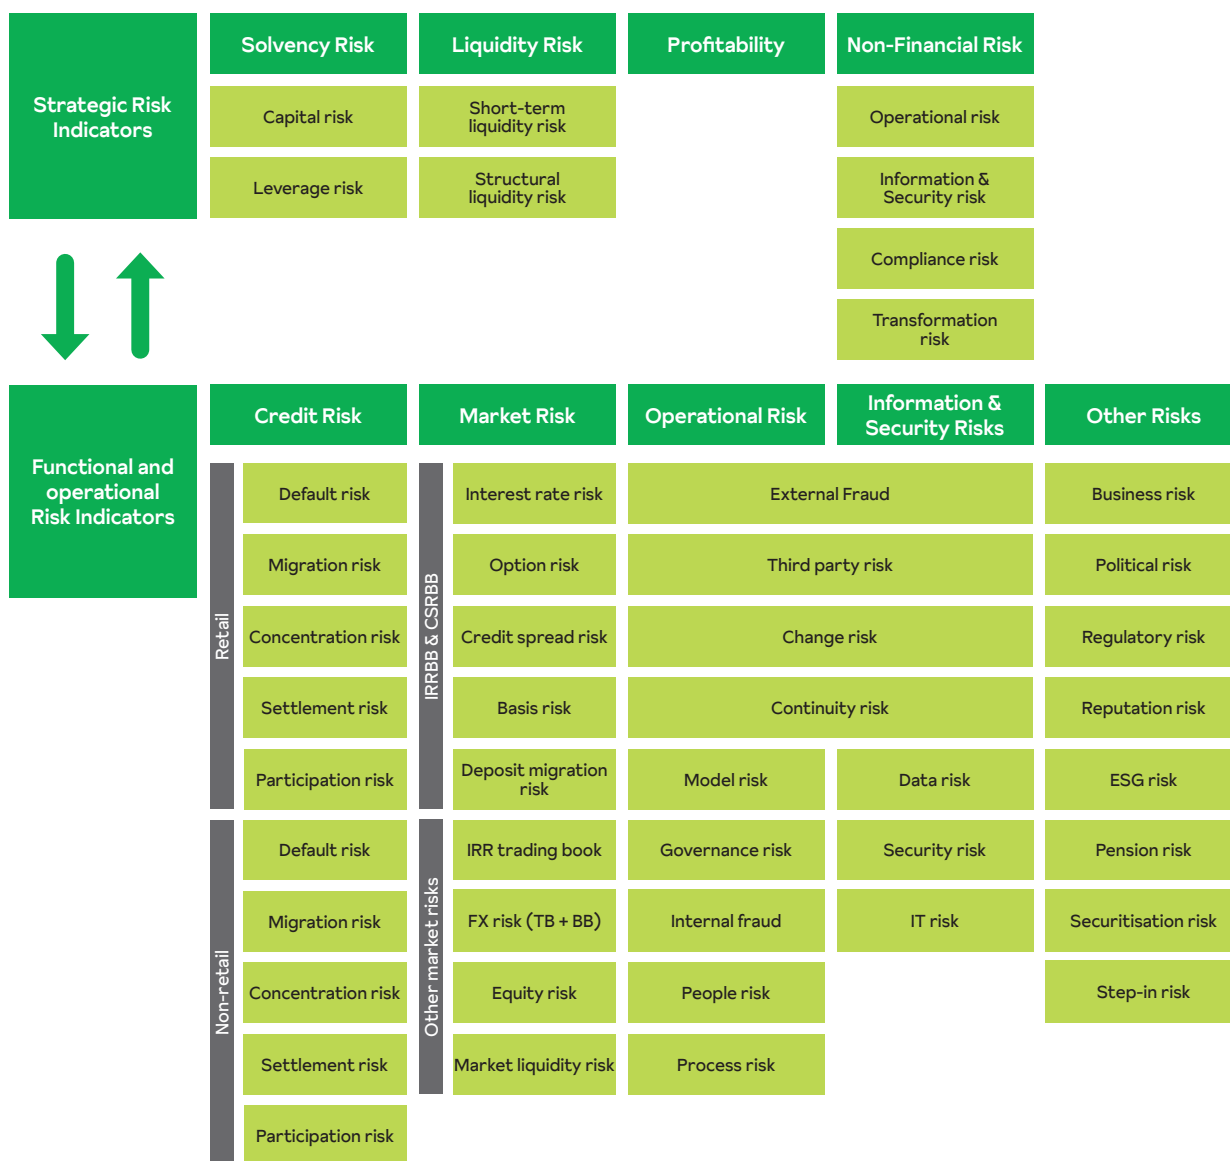 Strategic Risk
Indicators
Solvency Risk
Capital risk
Leverage risk
Liquidity Risk
Short-term
liquidity risk
Structural
liquidity risk
Profitability
Non-Financial Risk
Operational risk
Information &
Security risk
Compliance risk
Transformation
risk
Functional and
operational
Risk Indicators
Credit Risk
Retail
Default risk
Migration risk
Concentration risk
Settlement risk
Participation risk
Non-retail
Default risk
Migration risk
Concentration risk
Settlement risk
Participation risk
Market Risk
IRRBB & CSRBB
Interest rate risk
Option risk
Credit spread risk
Basis risk
Deposit migration
risk
Other market risks
IRR trading book
FX risk (TB + BB)
Equity risk
Market liquidity risk
Operational Risk
Information &
Security Risks
External Fraud
Third party risk
Change risk
Continuity risk
Model risk
Governance risk
Internal fraud
People risk
Process risk
Data risk
Security risk
IT risk
Other Risks
Business risk
Political risk
Regulatory risk
Reputation risk
ESG risk
Pension risk
Securitisation risk
Step-in risk